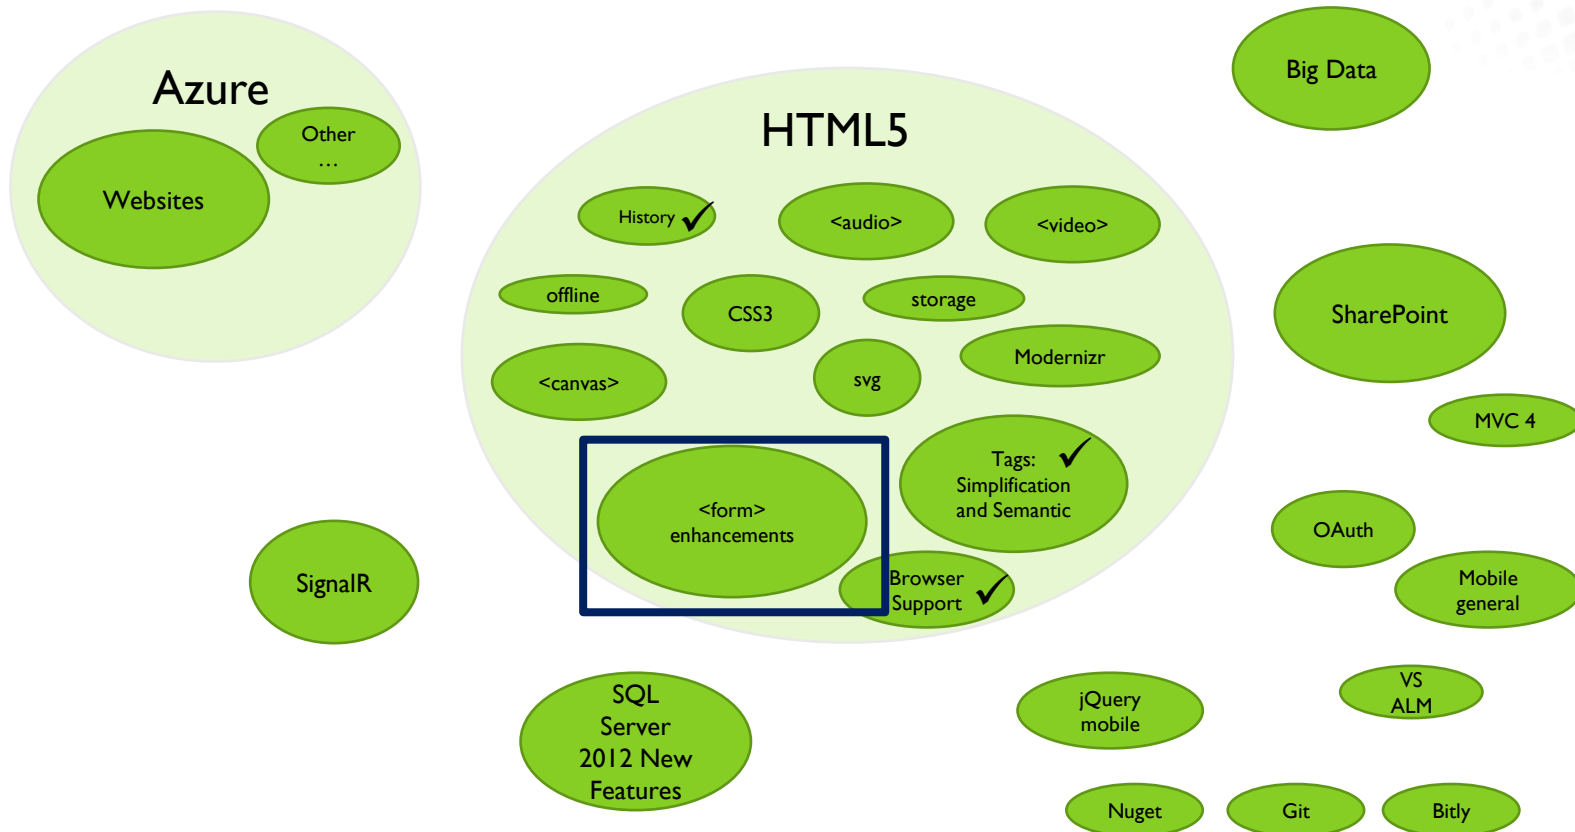 Azure
Other
…
Websites
HTML5
History
<audio>
<video>
offline
CSS3
storage
<canvas>
svg
Modernizr
<form>
enhancements
Tags:
Simplification
and Semantic
Browser
Support
Big Data
SharePoint
MVC 4
OAuth
Mobile
general
SignalR
SQL
Server
2012 New
Features
jQuery
mobile
VS
ALM
Nuget
Git
Bitly